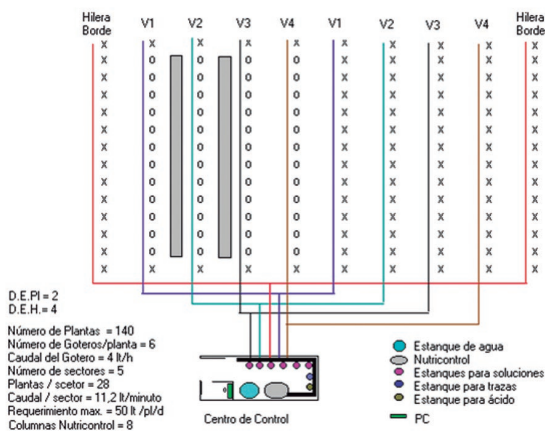 Hilera Borde
V1
V2
V3
V4
V1
V2
V3
V4
Hilera Borde
X X X X X X X X X X
X O O O O X X X X X
X O O O O X X X X X
X O O O O X X X X X
X O O O O X X X X X
X O O O O X X X X X
X O O O O X X X X X
X O O O O X X X X X
X O O O O X X X X X
X O O O O X X X X X
X O O O O X X X X X
X O O O O X X X X X
X O O O O X X X X X
X X X X X X X X X X
D.E.Pl = 2
D.E.H. = 4
Número de Plantas = 140
Número de Goteros/planta = 6
Caudal del Gotero = 4 lt/h
Número de sectores = 5
Plantas / scetor = 28
Caudal / sector = 11,2 lt/minuto
Requerimiento max. = 50 lt /pl/d
Columnas Nutricontrol = 8
Centro de Control
Estanque de agua
Nutricontrol
Estanques para soluciones
Estanque para trazas
Estanque para ácido
PC